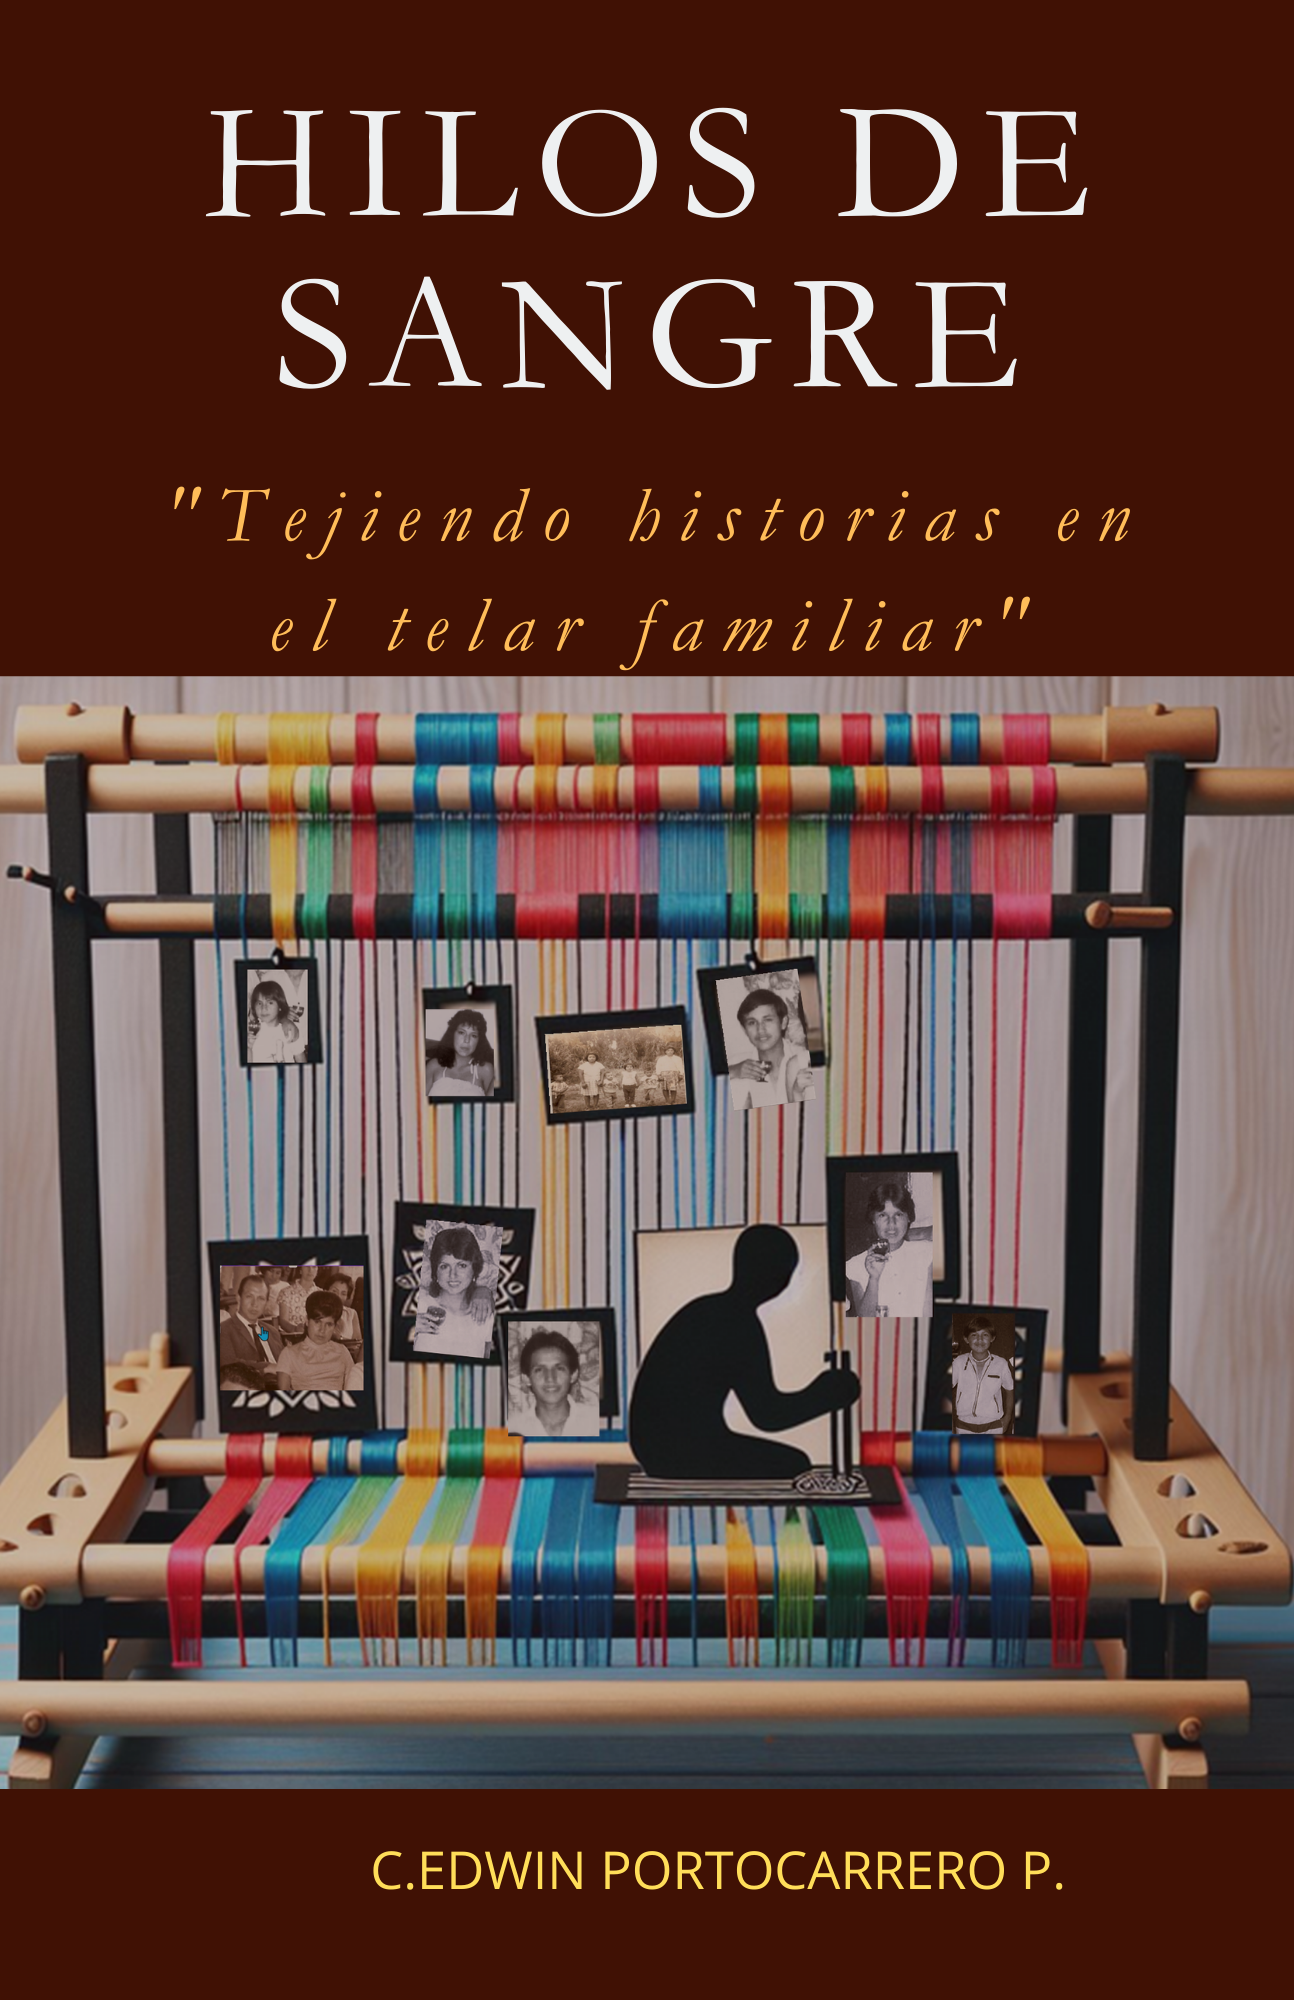 HILOS DE
SANGRE
"Tejiendo historias en
el telar familiar"
C.EDWIN PORTOCARRERO P.